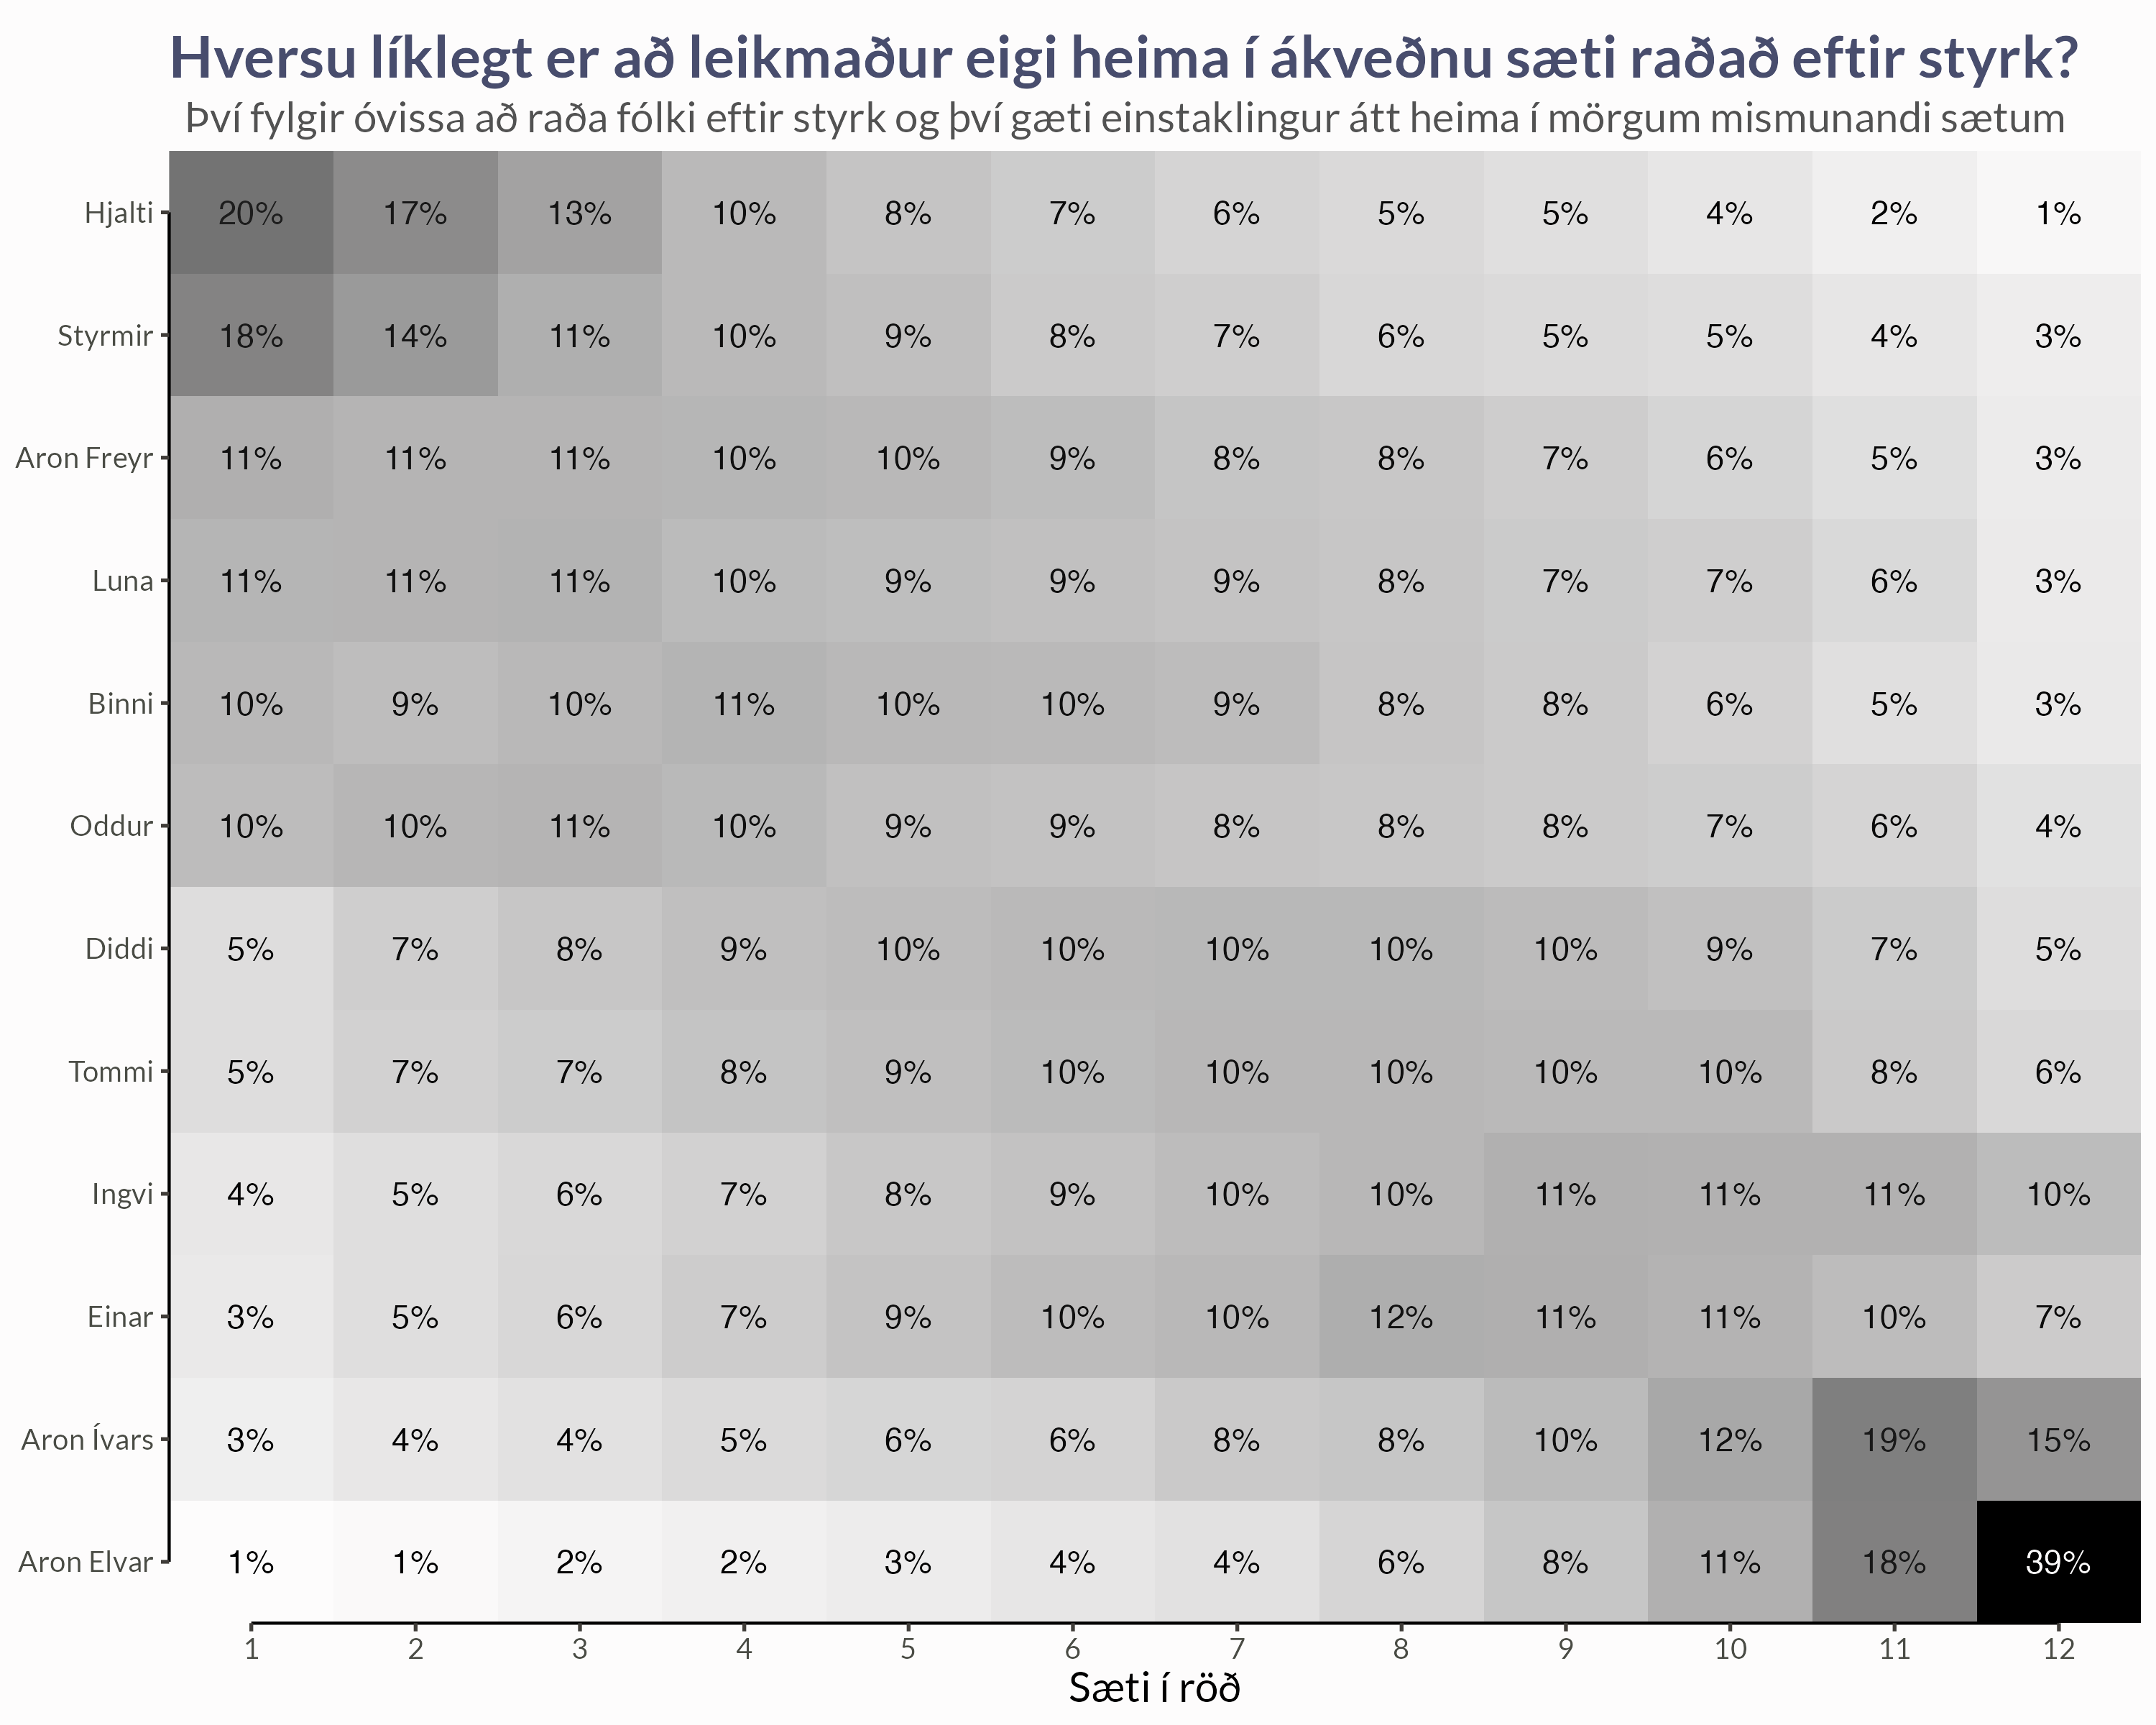 Hversu líklegt er að leikmaður eigi heima í ákveðnu sæti raðað eftir styrk?
Því fylgir óvissa að raða fólki eftir styrk og því gæti einstaklingur átt heima í mörgum mismunandi sætum
Hjalti 20% 17% 13% 10% 8% 7% 6% 5% 5% 4% 2% 1%
Styrmir 18% 14% 11% 10% 9% 8% 7% 6% 5% 5% 4% 3%
Aron Freyr 11% 11% 11% 10% 10% 9% 8% 8% 7% 6% 5% 3%
Luna 11% 11% 11% 10% 9% 9% 9% 8% 7% 7% 6% 3%
Binni 10% 9% 10% 11% 10% 10% 9% 8% 8% 6% 5% 3%
Oddur 10% 10% 11% 10% 9% 9% 8% 8% 8% 7% 6% 4%
Diddi 5% 7% 8% 9% 10% 10% 10% 10% 10% 9% 7% 5%
Tommi 5% 7% 7% 8% 9% 10% 10% 10% 10% 10% 8% 6%
Ingvi 4% 5% 6% 7% 8% 9% 10% 10% 11% 11% 11% 10%
Einar 3% 5% 6% 7% 9% 10% 10% 12% 11% 11% 10% 7%
Aron Ívars 3% 4% 4% 5% 6% 6% 8% 8% 10% 12% 19% 15%
Aron Elvar 1% 1% 2% 2% 3% 4% 4% 6% 8% 11% 18% 39%
1 2 3 4 5 6 7 8 9 10 11 12
Sæti í röð